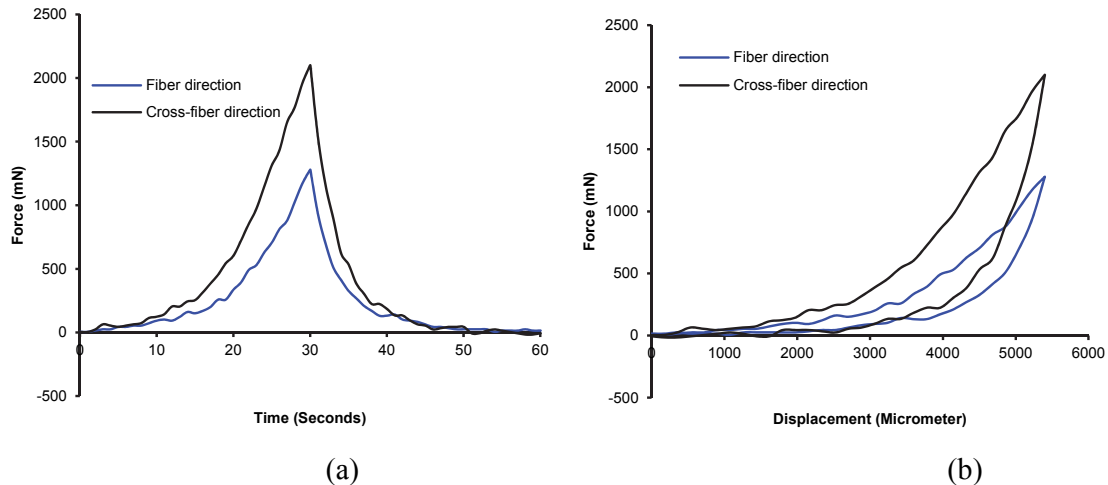 2500
2000
1500
1000
500
0
-500
0 10 20 30 40 50 60
Force (mN)
Time (Seconds)
Fiber direction
Cross-fiber direction
(a)
2500
2000
1500
1000
500
0
-500
0 1000 2000 3000 4000 5000 6000
Force (mN)
Displacement (Micrometer)
Fiber direction
Cross-fiber direction
(b)